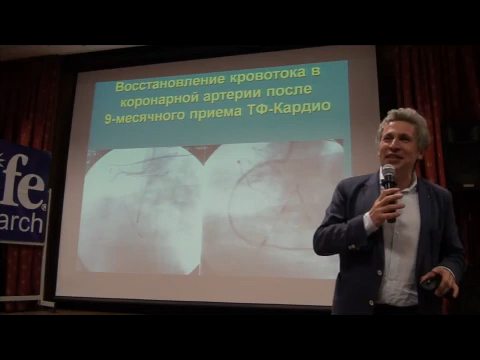 Восстановление кровотока в
коронарной артерии после
9-месячного приема ТФ-Кардио
fe®
arch